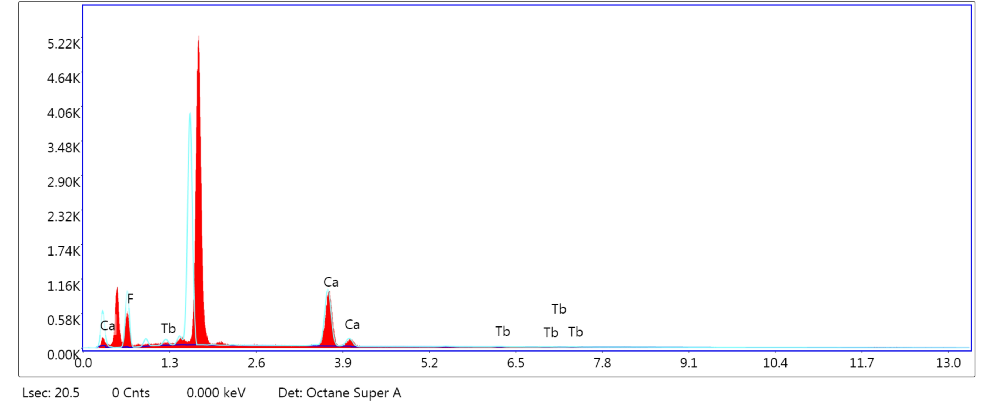 5.22K
4.64K
4.06K
3.48K
2.90K
2.32K
1.74K
1.16K
0.58K
0.00K
Ca
F
Tb
Ca
Ca
Tb
Tb
Tb
Tb
0.0 1.3 2.6 3.9 5.2 6.5 7.8 9.1 10.4 11.7 13.0
Lsec: 20.5 0 Cnts 0.000 keV Det: Octane Super A